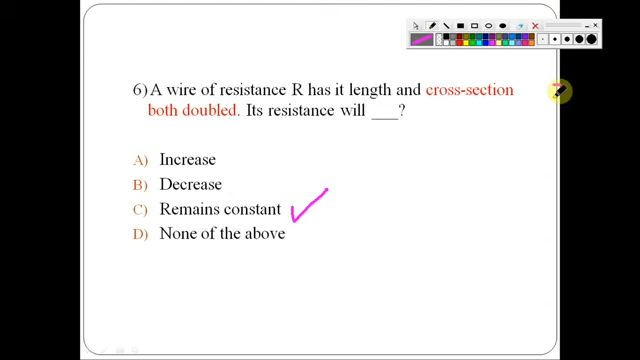 6) A wire of resistance R has it length and cross-section
both doubled. Its resistance will ___?
A) Increase
B) Decrease
C) Remains constant
D) None of the above